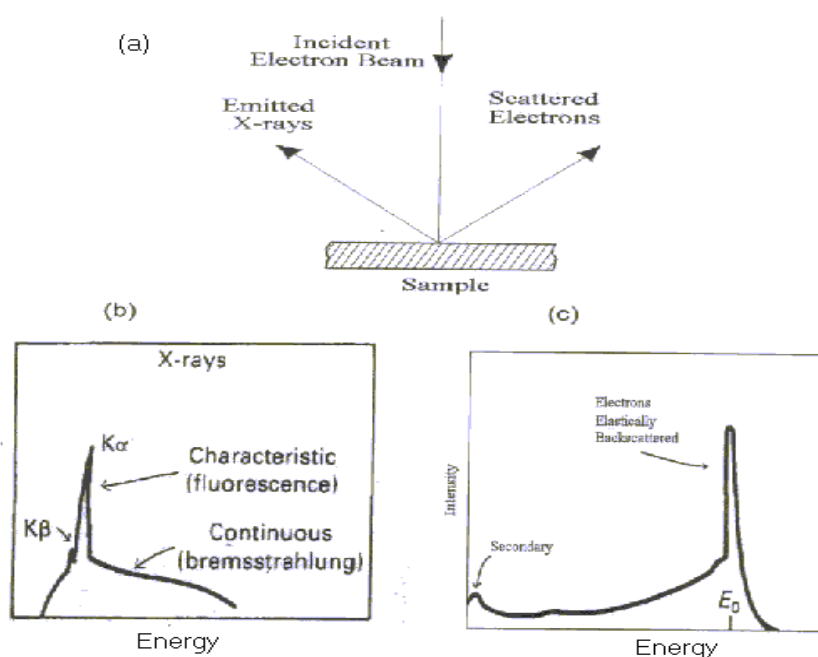 (a)
Incident
Electron Beam
Emitted
X-rays
Scattered
Electrons
Sample
(b)
X-rays
Kα
Characteristic
(fluorescence)
Kβ
Continuous
(bremsstrahlung)
Energy
(c)
Electrons
Elastically
Backscattered
Intensity
Secondary
E₀
Energy